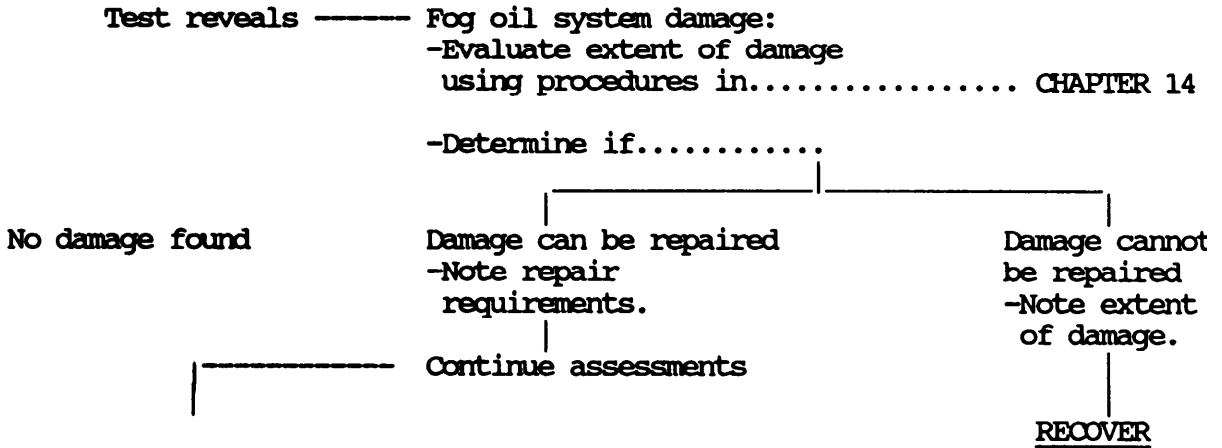 Test reveals ------ Fog oil system damage:
-Evaluate extent of damage
using procedures in................. CHAPTER 14
-Determine if............
No damage found Damage can be repaired Damage cannot
-Note repair be repaired
requirements. -Note extent
of damage.
Continue assessments
RECOVER